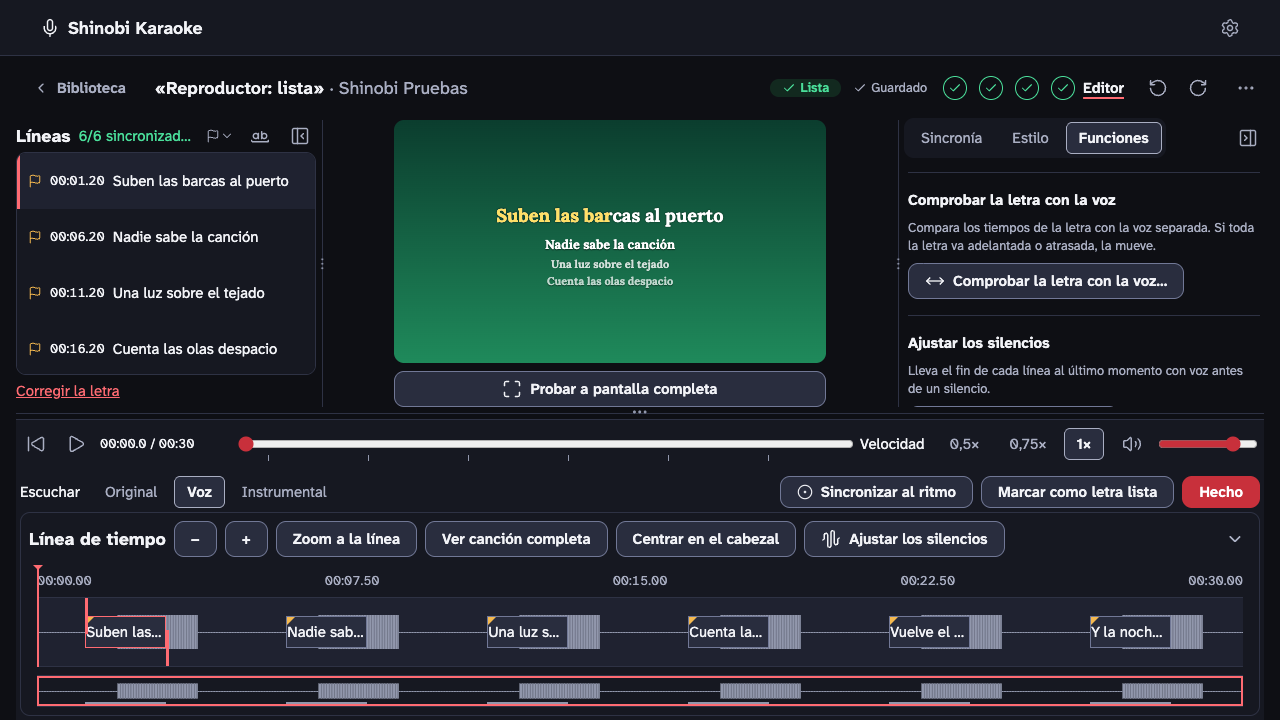 Shinobi Karaoke
Biblioteca
«Reproductor: lista» · Shinobi Pruebas
Lista
Guardado
Editor
Líneas
6/6 sincronizad...
ab
00:01.20 Suben las barcas al puerto
00:06.20 Nadie sabe la canción
00:11.20 Una luz sobre el tejado
00:16.20 Cuenta las olas despacio
Corregir la letra
Suben las barcas al puerto
Nadie sabe la canción
Una luz sobre el tejado
Cuenta las olas despacio
Probar a pantalla completa
Sincronía
Estilo
Funciones
Comprobar la letra con la voz
Compara los tiempos de la letra con la voz separada. Si toda
la letra va adelantada o atrasada, la mueve.
Comprobar la letra con la voz...
Ajustar los silencios
Lleva el fin de cada línea al último momento con voz antes
de un silencio.
00:00.0 / 00:30
Velocidad
0,5×
0,75×
1×
Escuchar
Original
Voz
Instrumental
Sincronizar al ritmo
Marcar como letra lista
Hecho
Línea de tiempo
−
+
Zoom a la línea
Ver canción completa
Centrar en el cabezal
Ajustar los silencios
00:00.00
00:07.50
00:15.00
00:22.50
00:30.00
Suben las...
Nadie sab...
Una luz s...
Cuenta la...
Vuelve el ...
Y la noch...